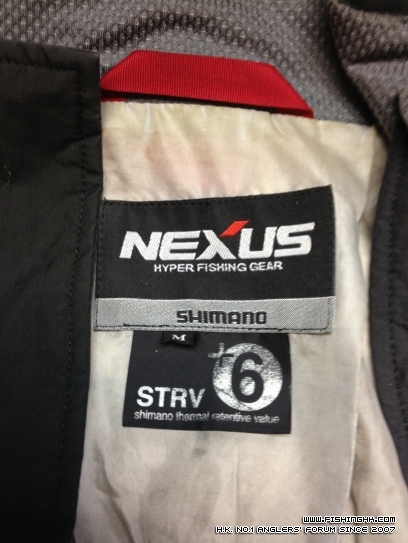 NEXUS
HYPER FISHING GEAR
SHIMANO
M
+6
STRV
shimano thermal retentive value
WWW.FISHINGHK.COM
H.K. NO.1 ANGLERS' FORUM SINCE 2007